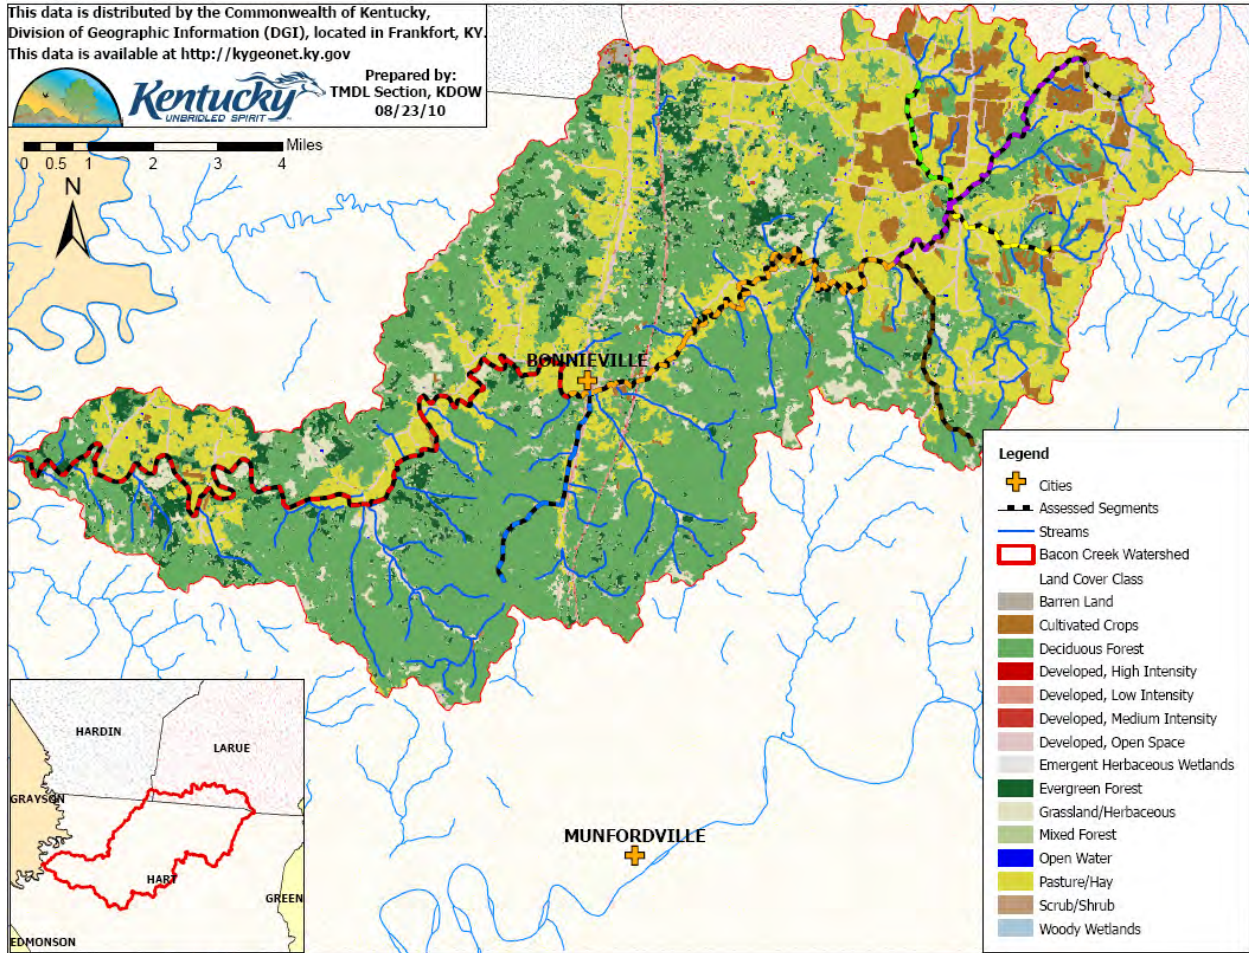 This data is distributed by the Commonwealth of Kentucky,
Division of Geographic Information (DGI), located in Frankfort, KY.
This data is available at http://kygeonet.ky.gov
Kentucky
UNBRIDLED SPIRIT
Prepared by:
TMDL Section, KDOW
08/23/10
Miles
0 0.5 1 2 3 4
N
BONNIEVILLE
MUNFORDVILLE
HARDIN
LARUE
GRAYSON
HART
GREEN
EDMONSON
Legend
Cities
Assessed Segments
Streams
Bacon Creek Watershed
Land Cover Class
Barren Land
Cultivated Crops
Deciduous Forest
Developed, High Intensity
Developed, Low Intensity
Developed, Medium Intensity
Developed, Open Space
Emergent Herbaceous Wetlands
Evergreen Forest
Grassland/Herbaceous
Mixed Forest
Open Water
Pasture/Hay
Scrub/Shrub
Woody Wetlands